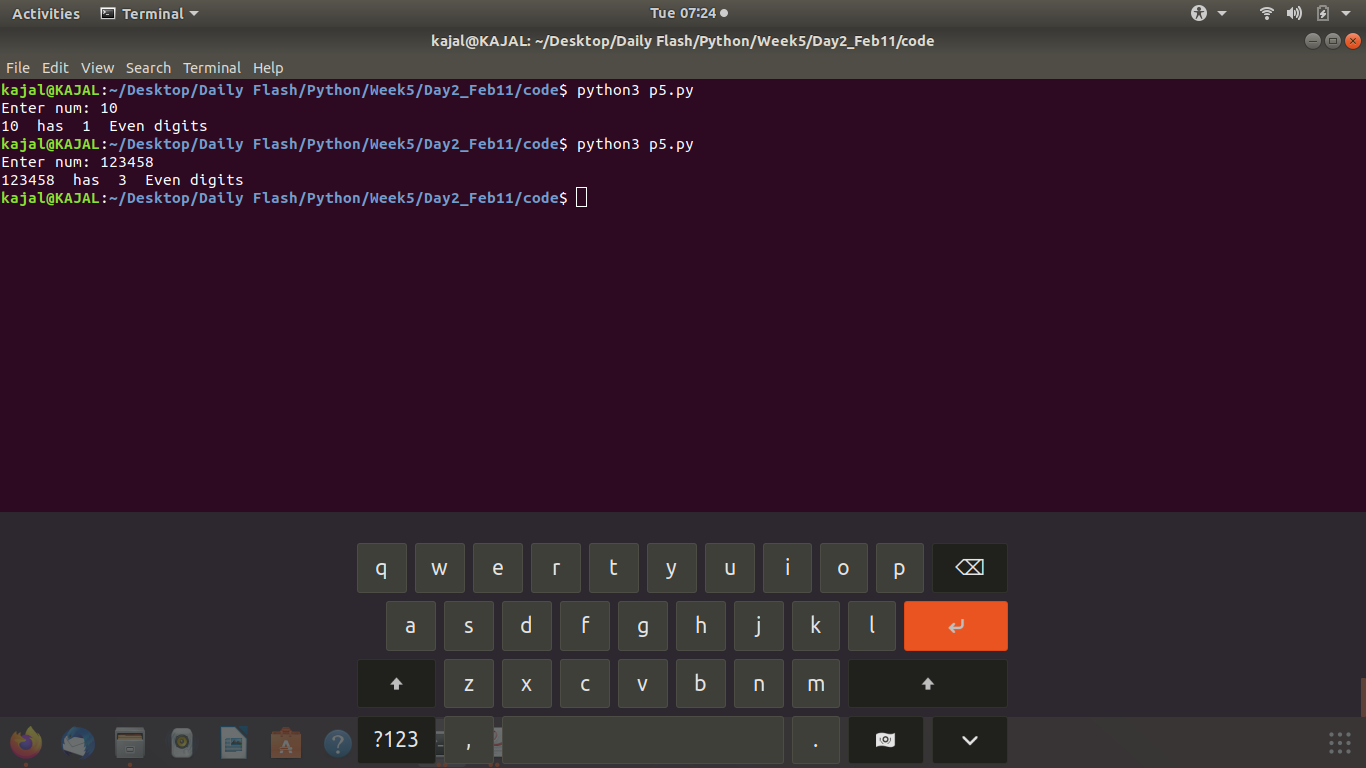 Activities Terminal Tue 07:24
kajal@KAJAL: ~/Desktop/Daily Flash/Python/Week5/Day2_Feb11/code
File Edit View Search Terminal Help
kajal@KAJAL:~/Desktop/Daily Flash/Python/Week5/Day2_Feb11/code$ python3 p5.py
Enter num: 10
10  has  1  Even digits
kajal@KAJAL:~/Desktop/Daily Flash/Python/Week5/Day2_Feb11/code$ python3 p5.py
Enter num: 123458
123458  has  3  Even digits
kajal@KAJAL:~/Desktop/Daily Flash/Python/Week5/Day2_Feb11/code$
q w e r t y u i o p
a s d f g h j k l
z x c v b n m
?123 , .